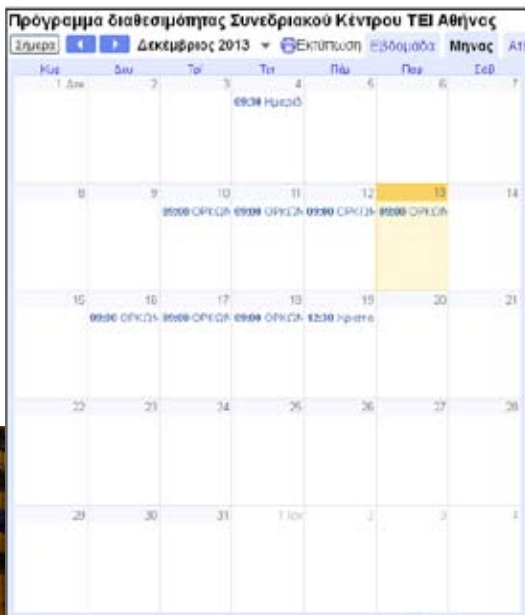 Πρόγραμμα διαθεσιμότητας Συνεδριακού Κέντρου ΤΕΙ Αθήνας
Σήμερα Δεκέμβριος 2013 Εκτύπωση Εβδομάδα Μήνας Ατ
Κυρ Δευ Τρί Τετ Πέμ Παρ Σαβ
1 Δεκ 2 3 4 5 6 7
09:30 Ημερίδ
8 9 10 11 12 13 14
09:00 ΟΡΚΩΝ 09:00 ΟΡΚΩΝ 09:00 ΟΡΚΩΝ 09:00 ΟΡΚΩΝ
15 16 17 18 19 20 21
09:00 ΟΡΚΩΝ 09:00 ΟΡΚΩΝ 09:00 ΟΡΚΩΝ 12:30 Χριστο
22 23 24 25 26 27 28
29 30 31 1 Ιαν 2 3 4